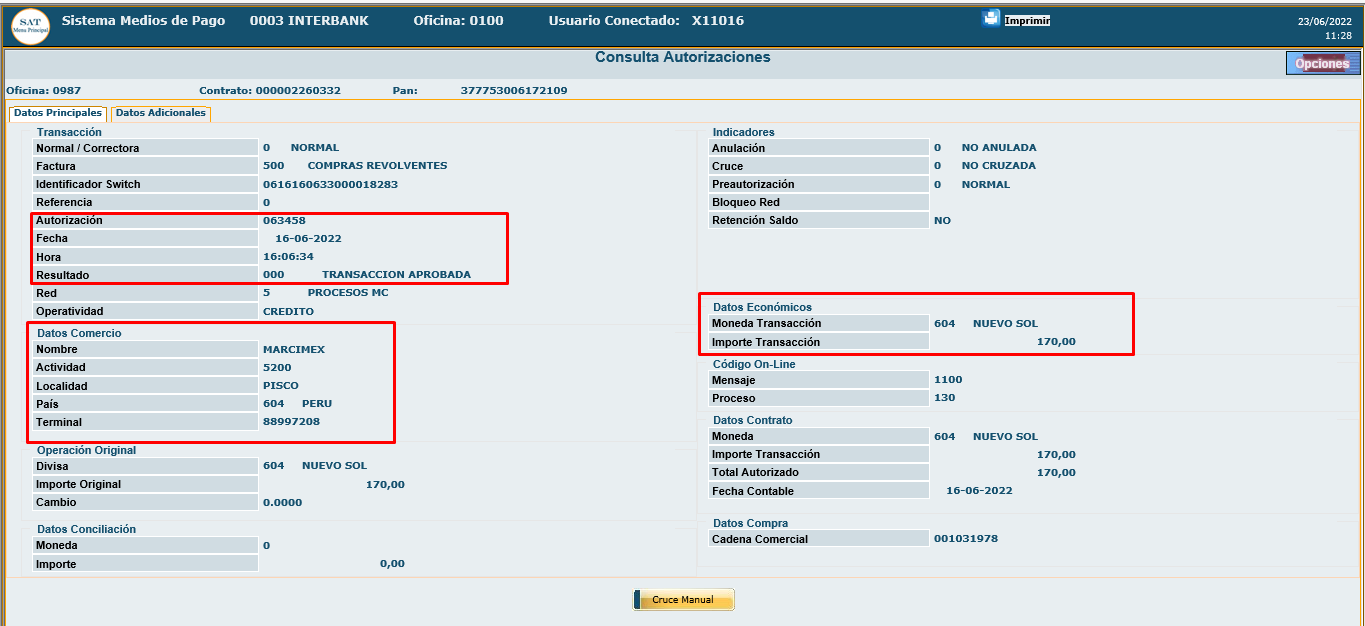 SAT
Menu Principal
Sistema Medios de Pago 0003 INTERBANK Oficina: 0100 Usuario Conectado: X11016 Imprimir 23/06/2022
11:28
Consulta Autorizaciones
Opciones
Oficina: 0987 Contrato: 000002260332 Pan: 377753006172109
Datos Principales Datos Adicionales
Transacción
Normal / Correctora 0 NORMAL
Factura 500 COMPRAS REVOLVENTES
Identificador Switch 0616160633000018283
Referencia 0
Autorización 063458
Fecha 16-06-2022
Hora 16:06:34
Resultado 000 TRANSACCION APROBADA
Red 5 PROCESOS MC
Operatividad CREDITO
Datos Comercio
Nombre MARCIMEX
Actividad 5200
Localidad PISCO
País 604 PERU
Terminal 88997208
Operación Original
Divisa 604 NUEVO SOL
Importe Original 170,00
Cambio 0.0000
Datos Conciliación
Moneda 0
Importe 0,00
Indicadores
Anulación 0 NO ANULADA
Cruce 0 NO CRUZADA
Preautorización 0 NORMAL
Bloqueo Red
Retención Saldo NO
Datos Económicos
Moneda Transacción 604 NUEVO SOL
Importe Transacción 170,00
Código On-Line
Mensaje 1100
Proceso 130
Datos Contrato
Moneda 604 NUEVO SOL
Importe Transacción 170,00
Total Autorizado 170,00
Fecha Contable 16-06-2022
Datos Compra
Cadena Comercial 001031978
Cruce Manual